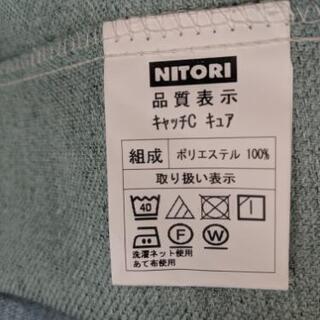 NITORI
品質表示
キャッチC キュア
組成 ポリエステル 100%
取り扱い表示
40
F W
洗濯ネット使用
あて布使用